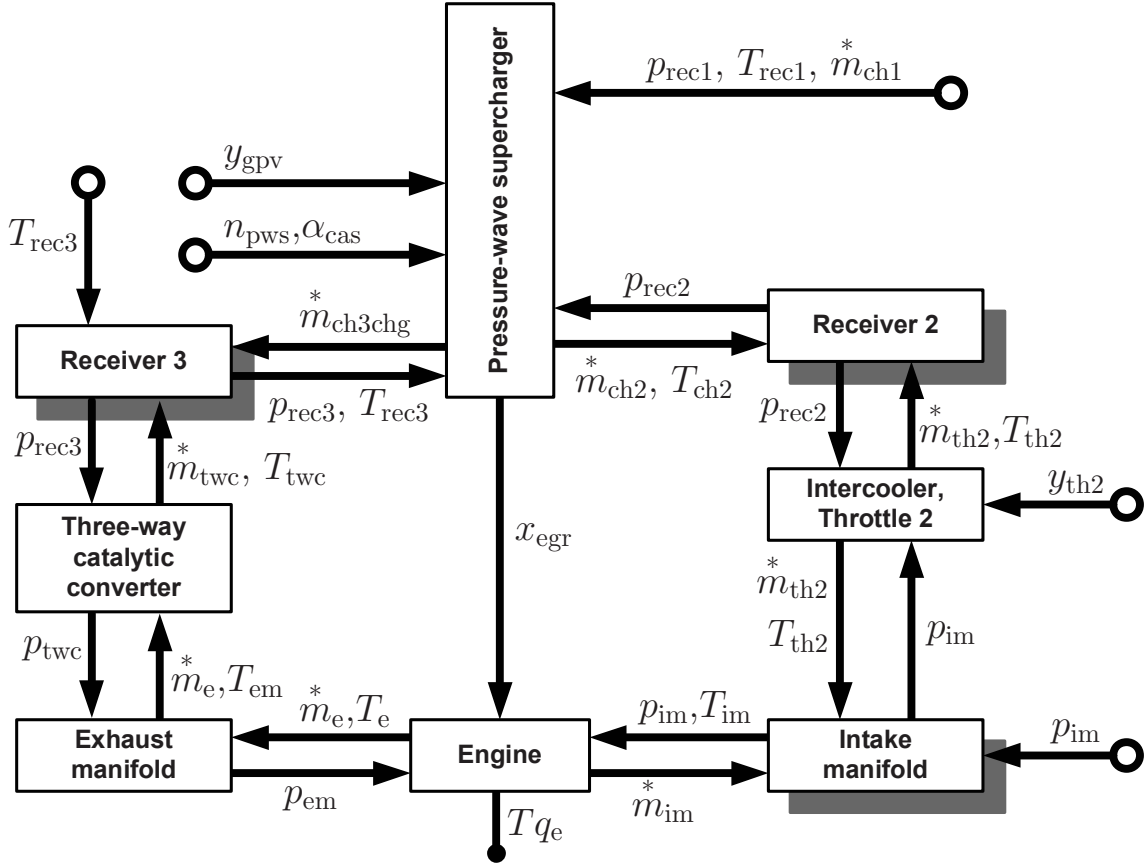 p_rec1, T_rec1, m*_ch1
Pressure-wave supercharger
y_gpv
T_rec3
n_pws,α_cas
p_rec2
m*_ch3chg
Receiver 2
Receiver 3
m*_ch2, T_ch2
p_rec3, T_rec3
p_rec2
m*_th2,T_th2
p_rec3
m*_twc, T_twc
y_th2
Intercooler,
Throttle 2
Three-way
catalytic
converter
x_egr
m*_th2
T_th2
p_im
p_twc
m*_e,T_em
m*_e,T_e
p_im,T_im
p_im
Exhaust
manifold
Engine
Intake
manifold
p_em
m*_im
Tq_e